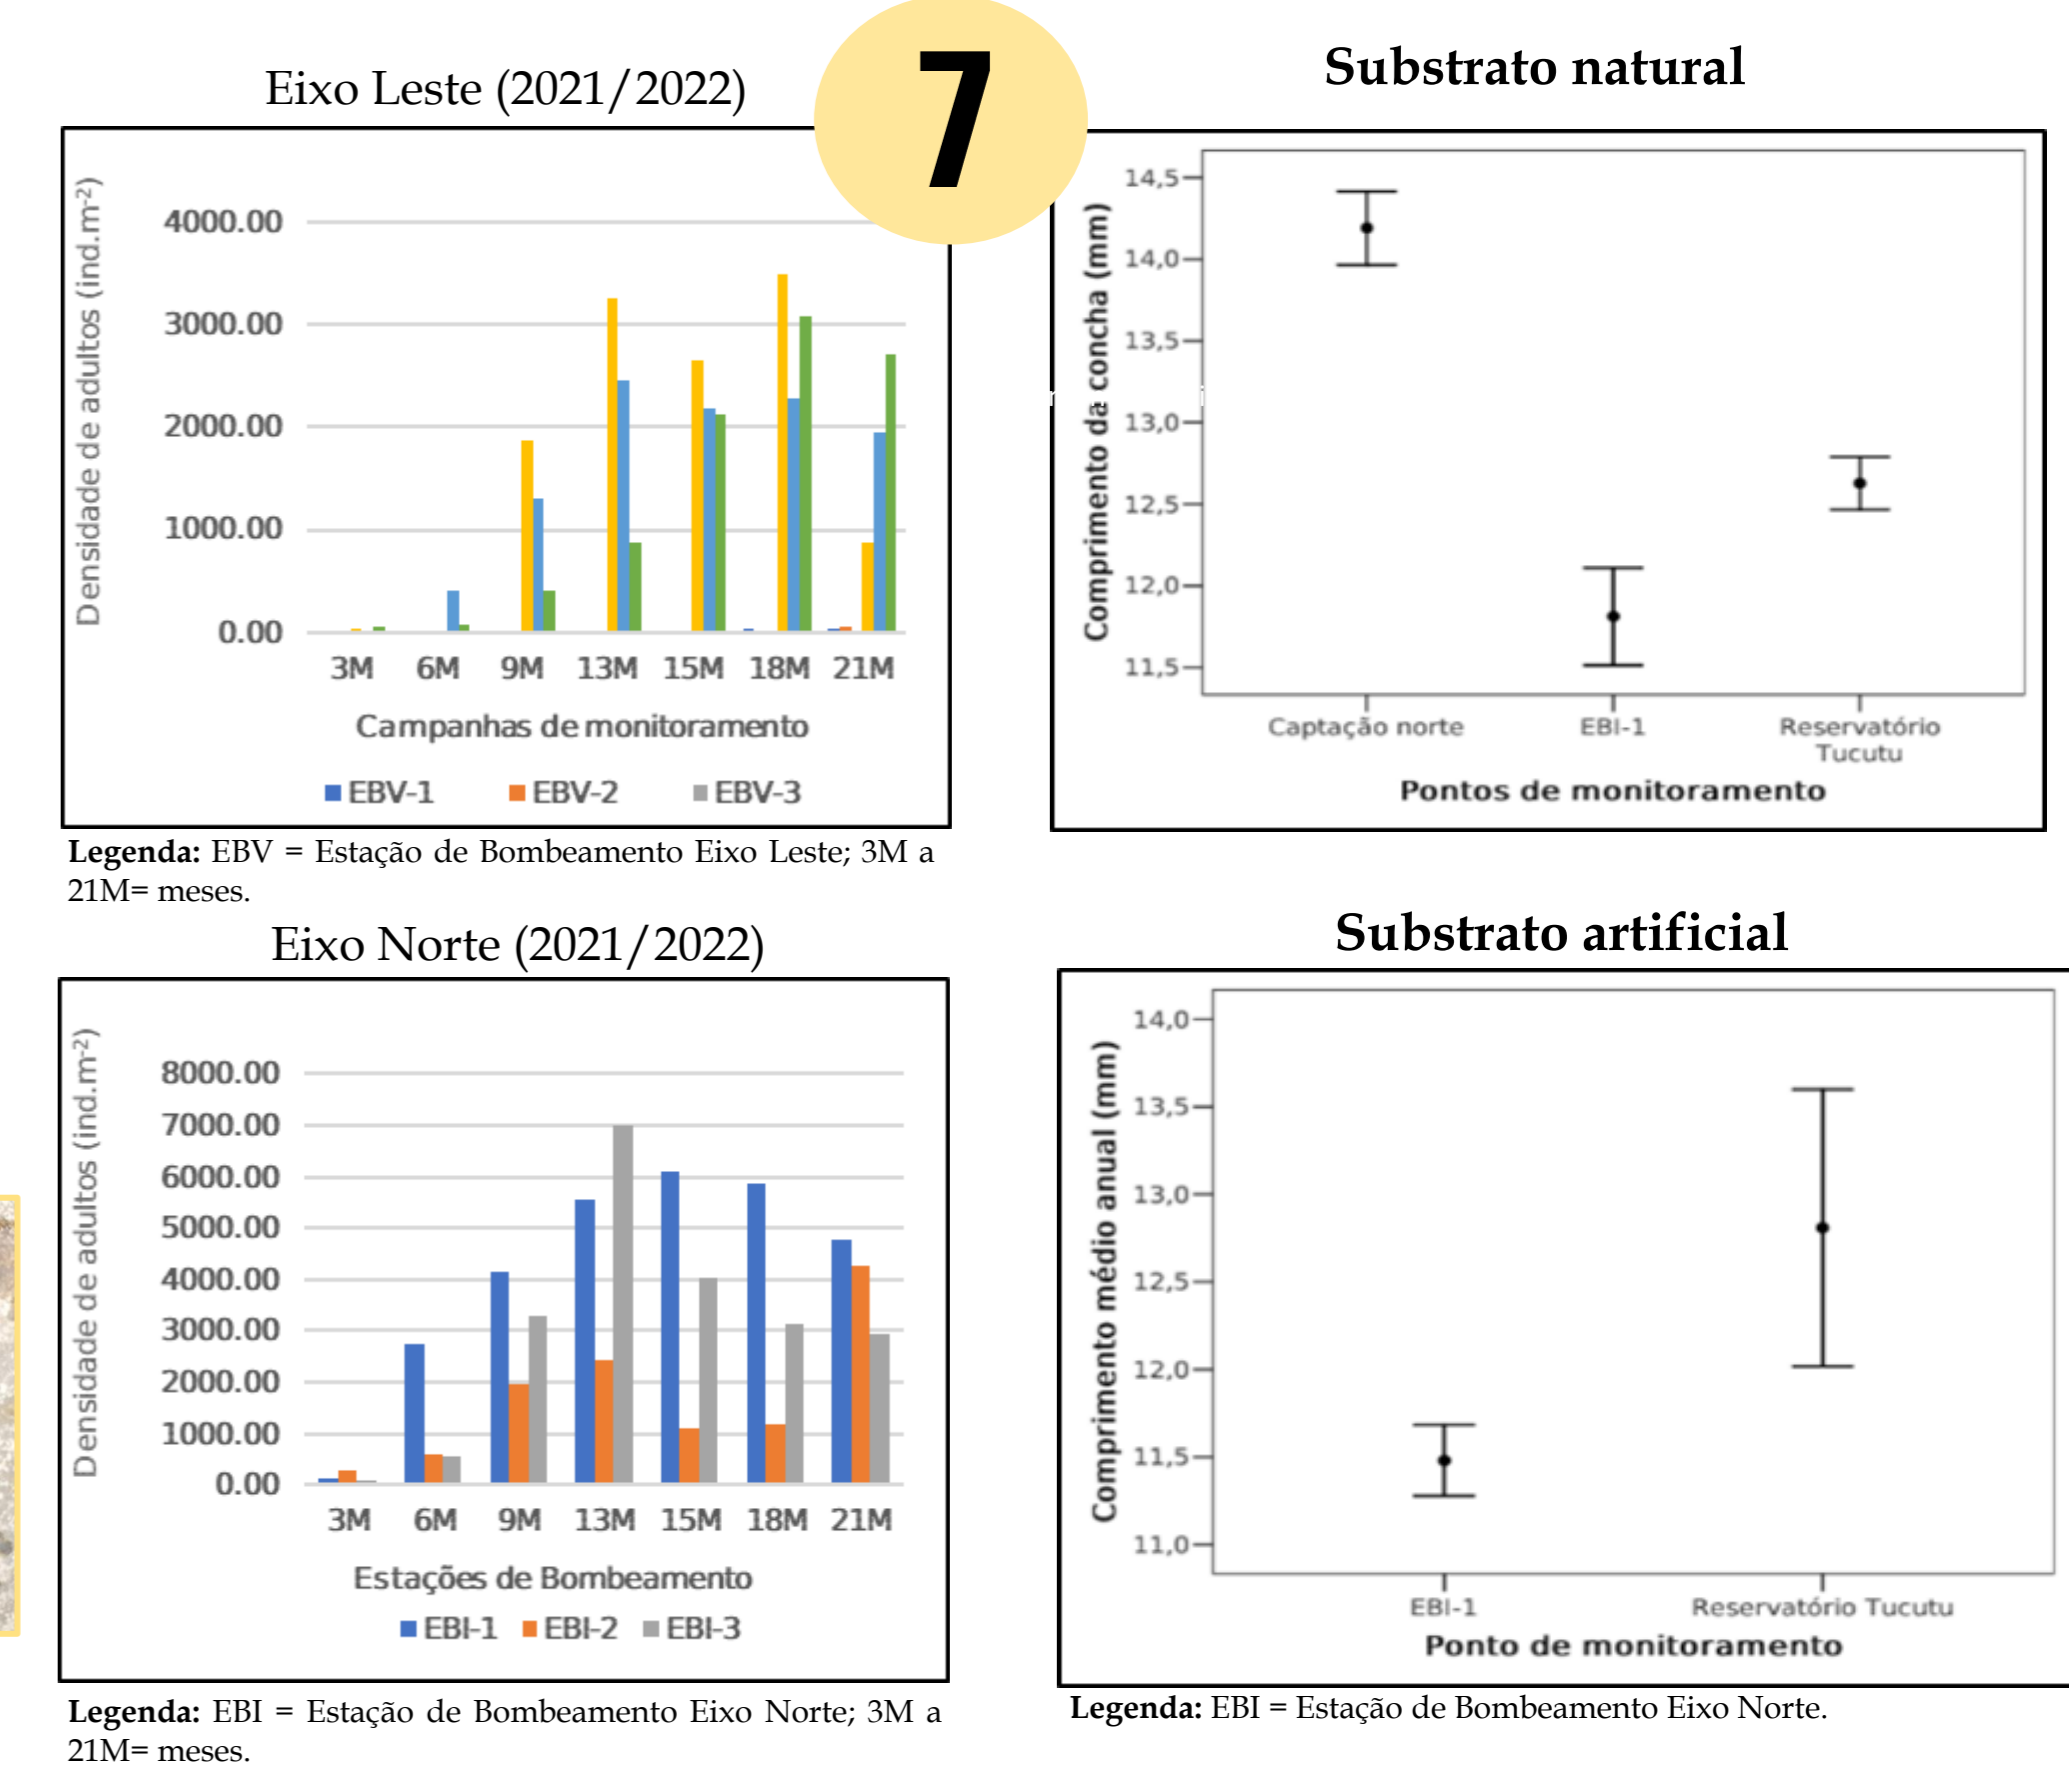 7
Eixo Leste (2021/2022)
Densidade de adultos (ind.m-2)
4000.00
3000.00
2000.00
1000.00
0.00
3M 6M 9M 13M 15M 18M 21M
Campanhas de monitoramento
EBV-1 EBV-2 EBV-3
Legenda: EBV = Estação de Bombeamento Eixo Leste; 3M a
21M= meses.
Substrato natural
Comprimento da concha (mm)
14,5
14,0
13,5
13,0
12,5
12,0
11,5
Captação norte EBI-1 Reservatório
Tucutu
Pontos de monitoramento
Eixo Norte (2021/2022)
Densidade de adultos (ind.m-2)
8000.00
7000.00
6000.00
5000.00
4000.00
3000.00
2000.00
1000.00
0.00
3M 6M 9M 13M 15M 18M 21M
Estações de Bombeamento
EBI-1 EBI-2 EBI-3
Legenda: EBI = Estação de Bombeamento Eixo Norte; 3M a
21M= meses.
Substrato artificial
Comprimento médio anual (mm)
14,0
13,5
13,0
12,5
12,0
11,5
11,0
EBI-1 Reservatório Tucutu
Ponto de monitoramento
Legenda: EBI = Estação de Bombeamento Eixo Norte.